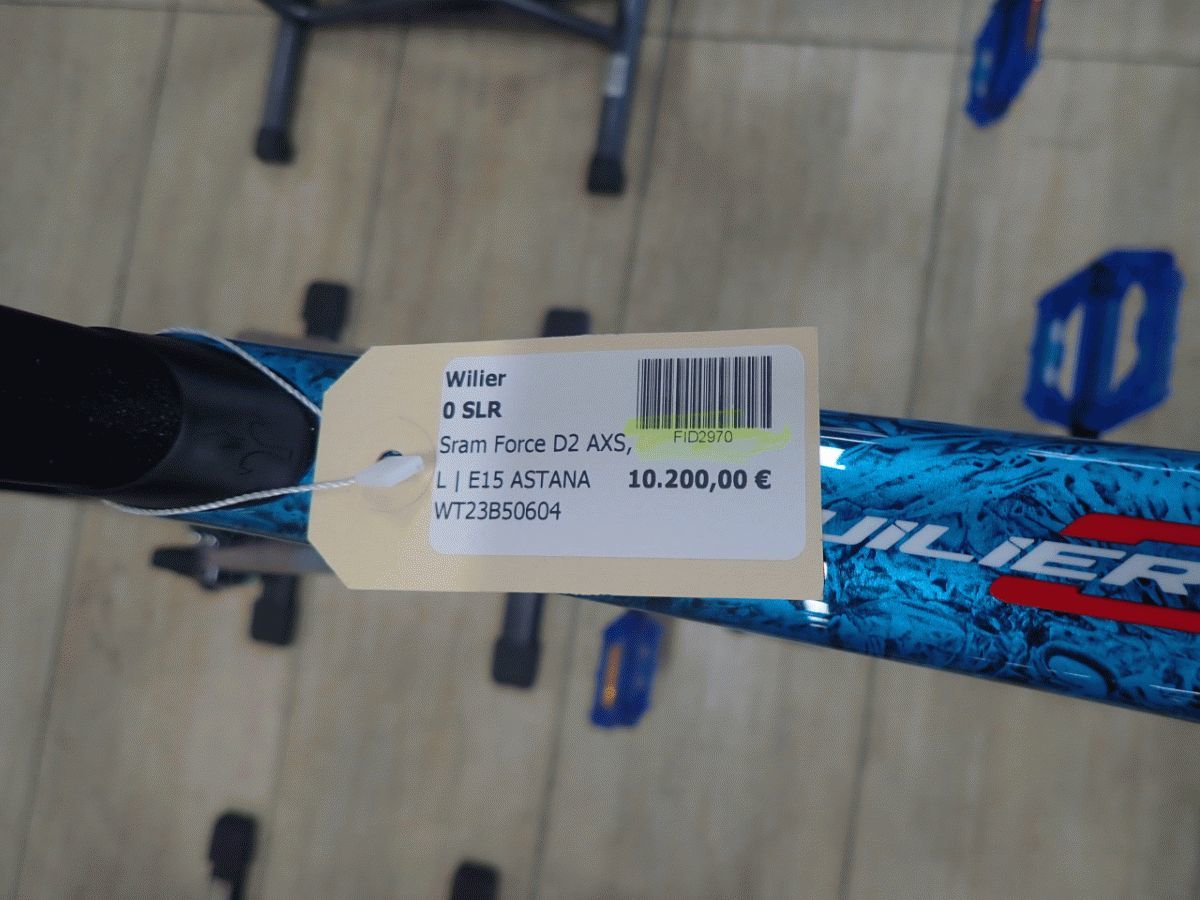 Wilier
0 SLR
FID2970
Sram Force D2 AXS,
L | E15 ASTANA
10.200,00 €
WT23B50604
WILIER